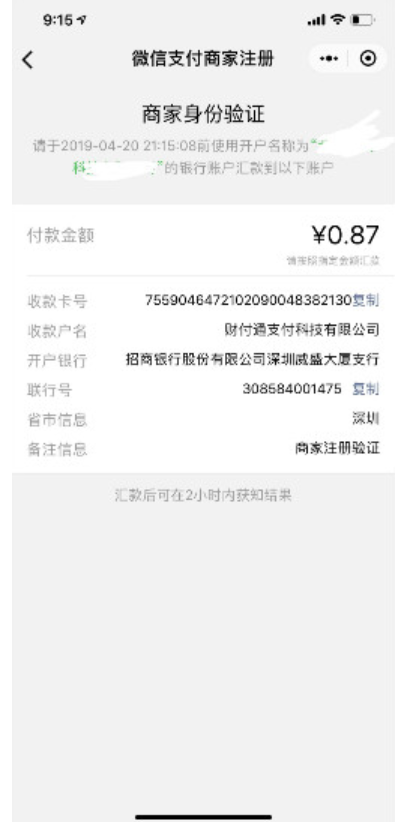 9:15
微信支付商家注册
商家身份验证
请于2019-04-20 21:15:08前使用开户名称为“
科技 ”的银行账户汇款到以下账户
付款金额 ¥0.87
请按照指定金额汇款
收款卡号 7559046472102090048382130复制
收款户名 财付通支付科技有限公司
开户银行 招商银行股份有限公司深圳威盛大厦支行
联行号 308584001475 复制
省市信息 深圳
备注信息 商家注册验证
汇款后可在2小时内获知结果